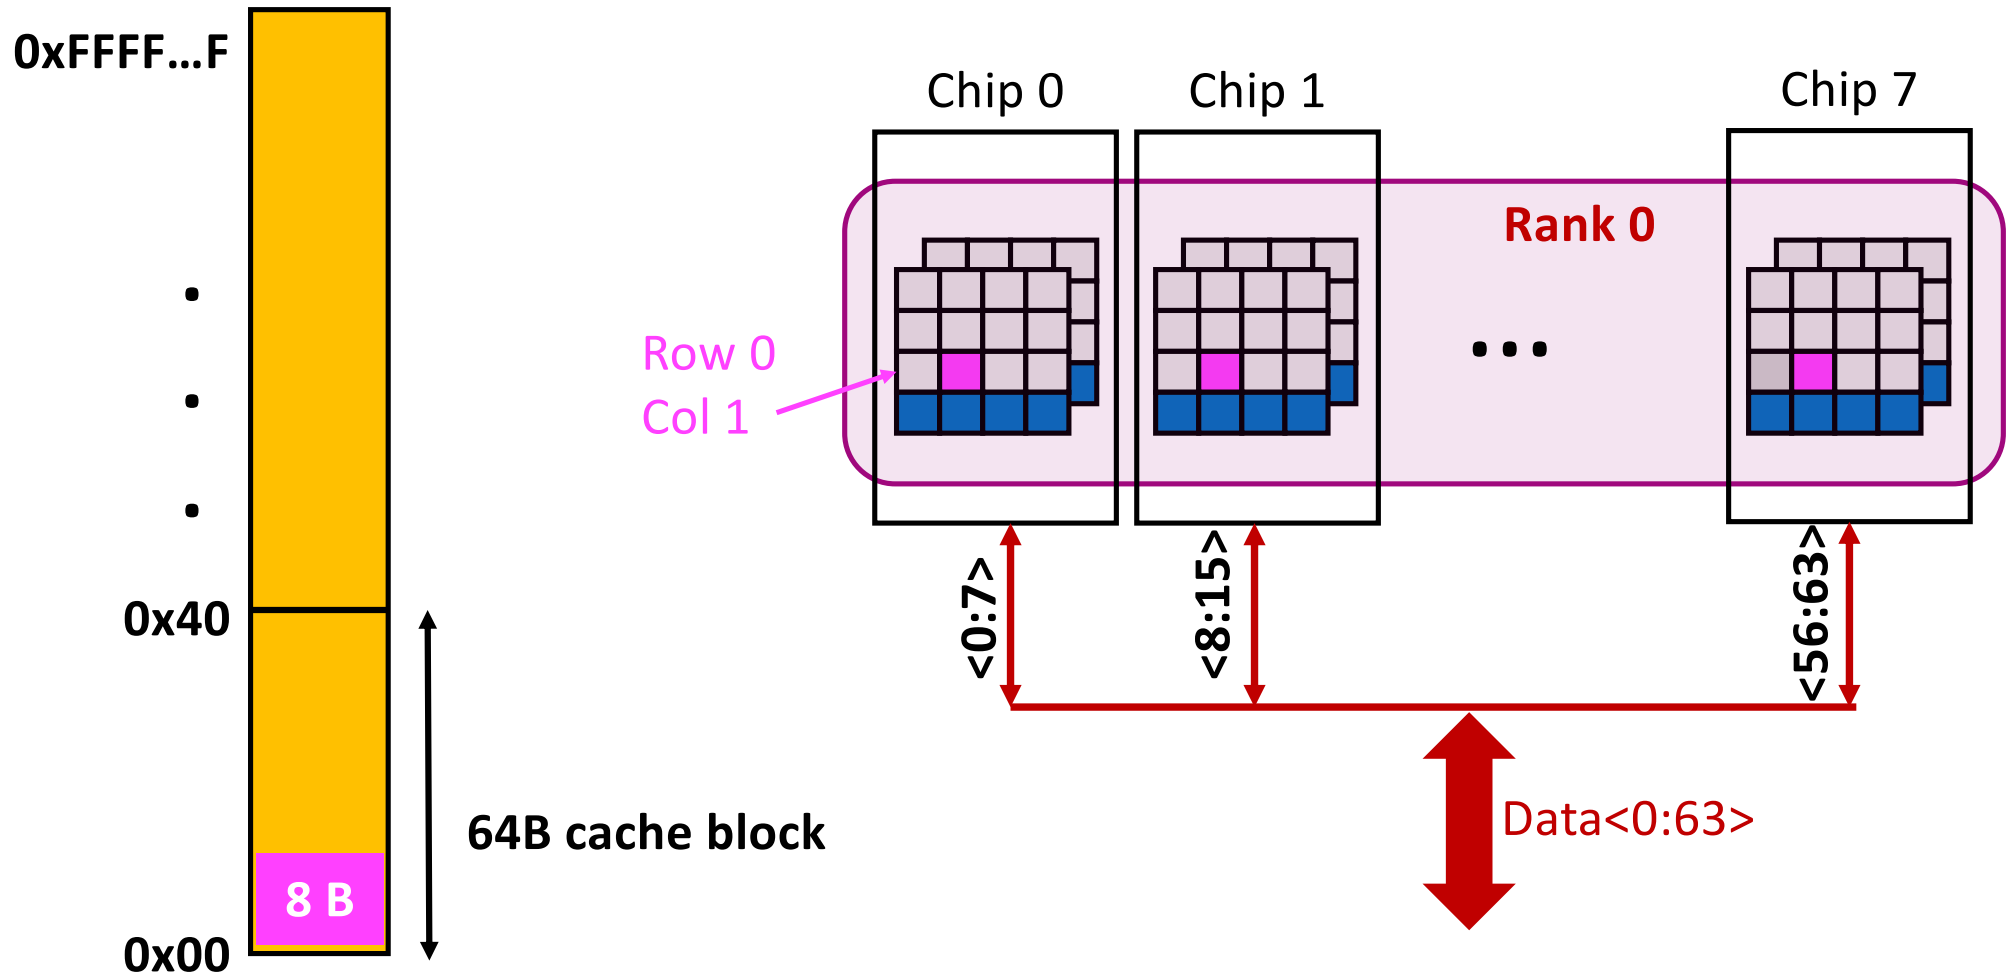 0xFFFF...F
0x40
0x00
8 B
64B cache block
Chip 0
Chip 1
Chip 7
Rank 0
Row 0
Col 1
...
<0:7>
<8:15>
<56:63>
Data<0:63>